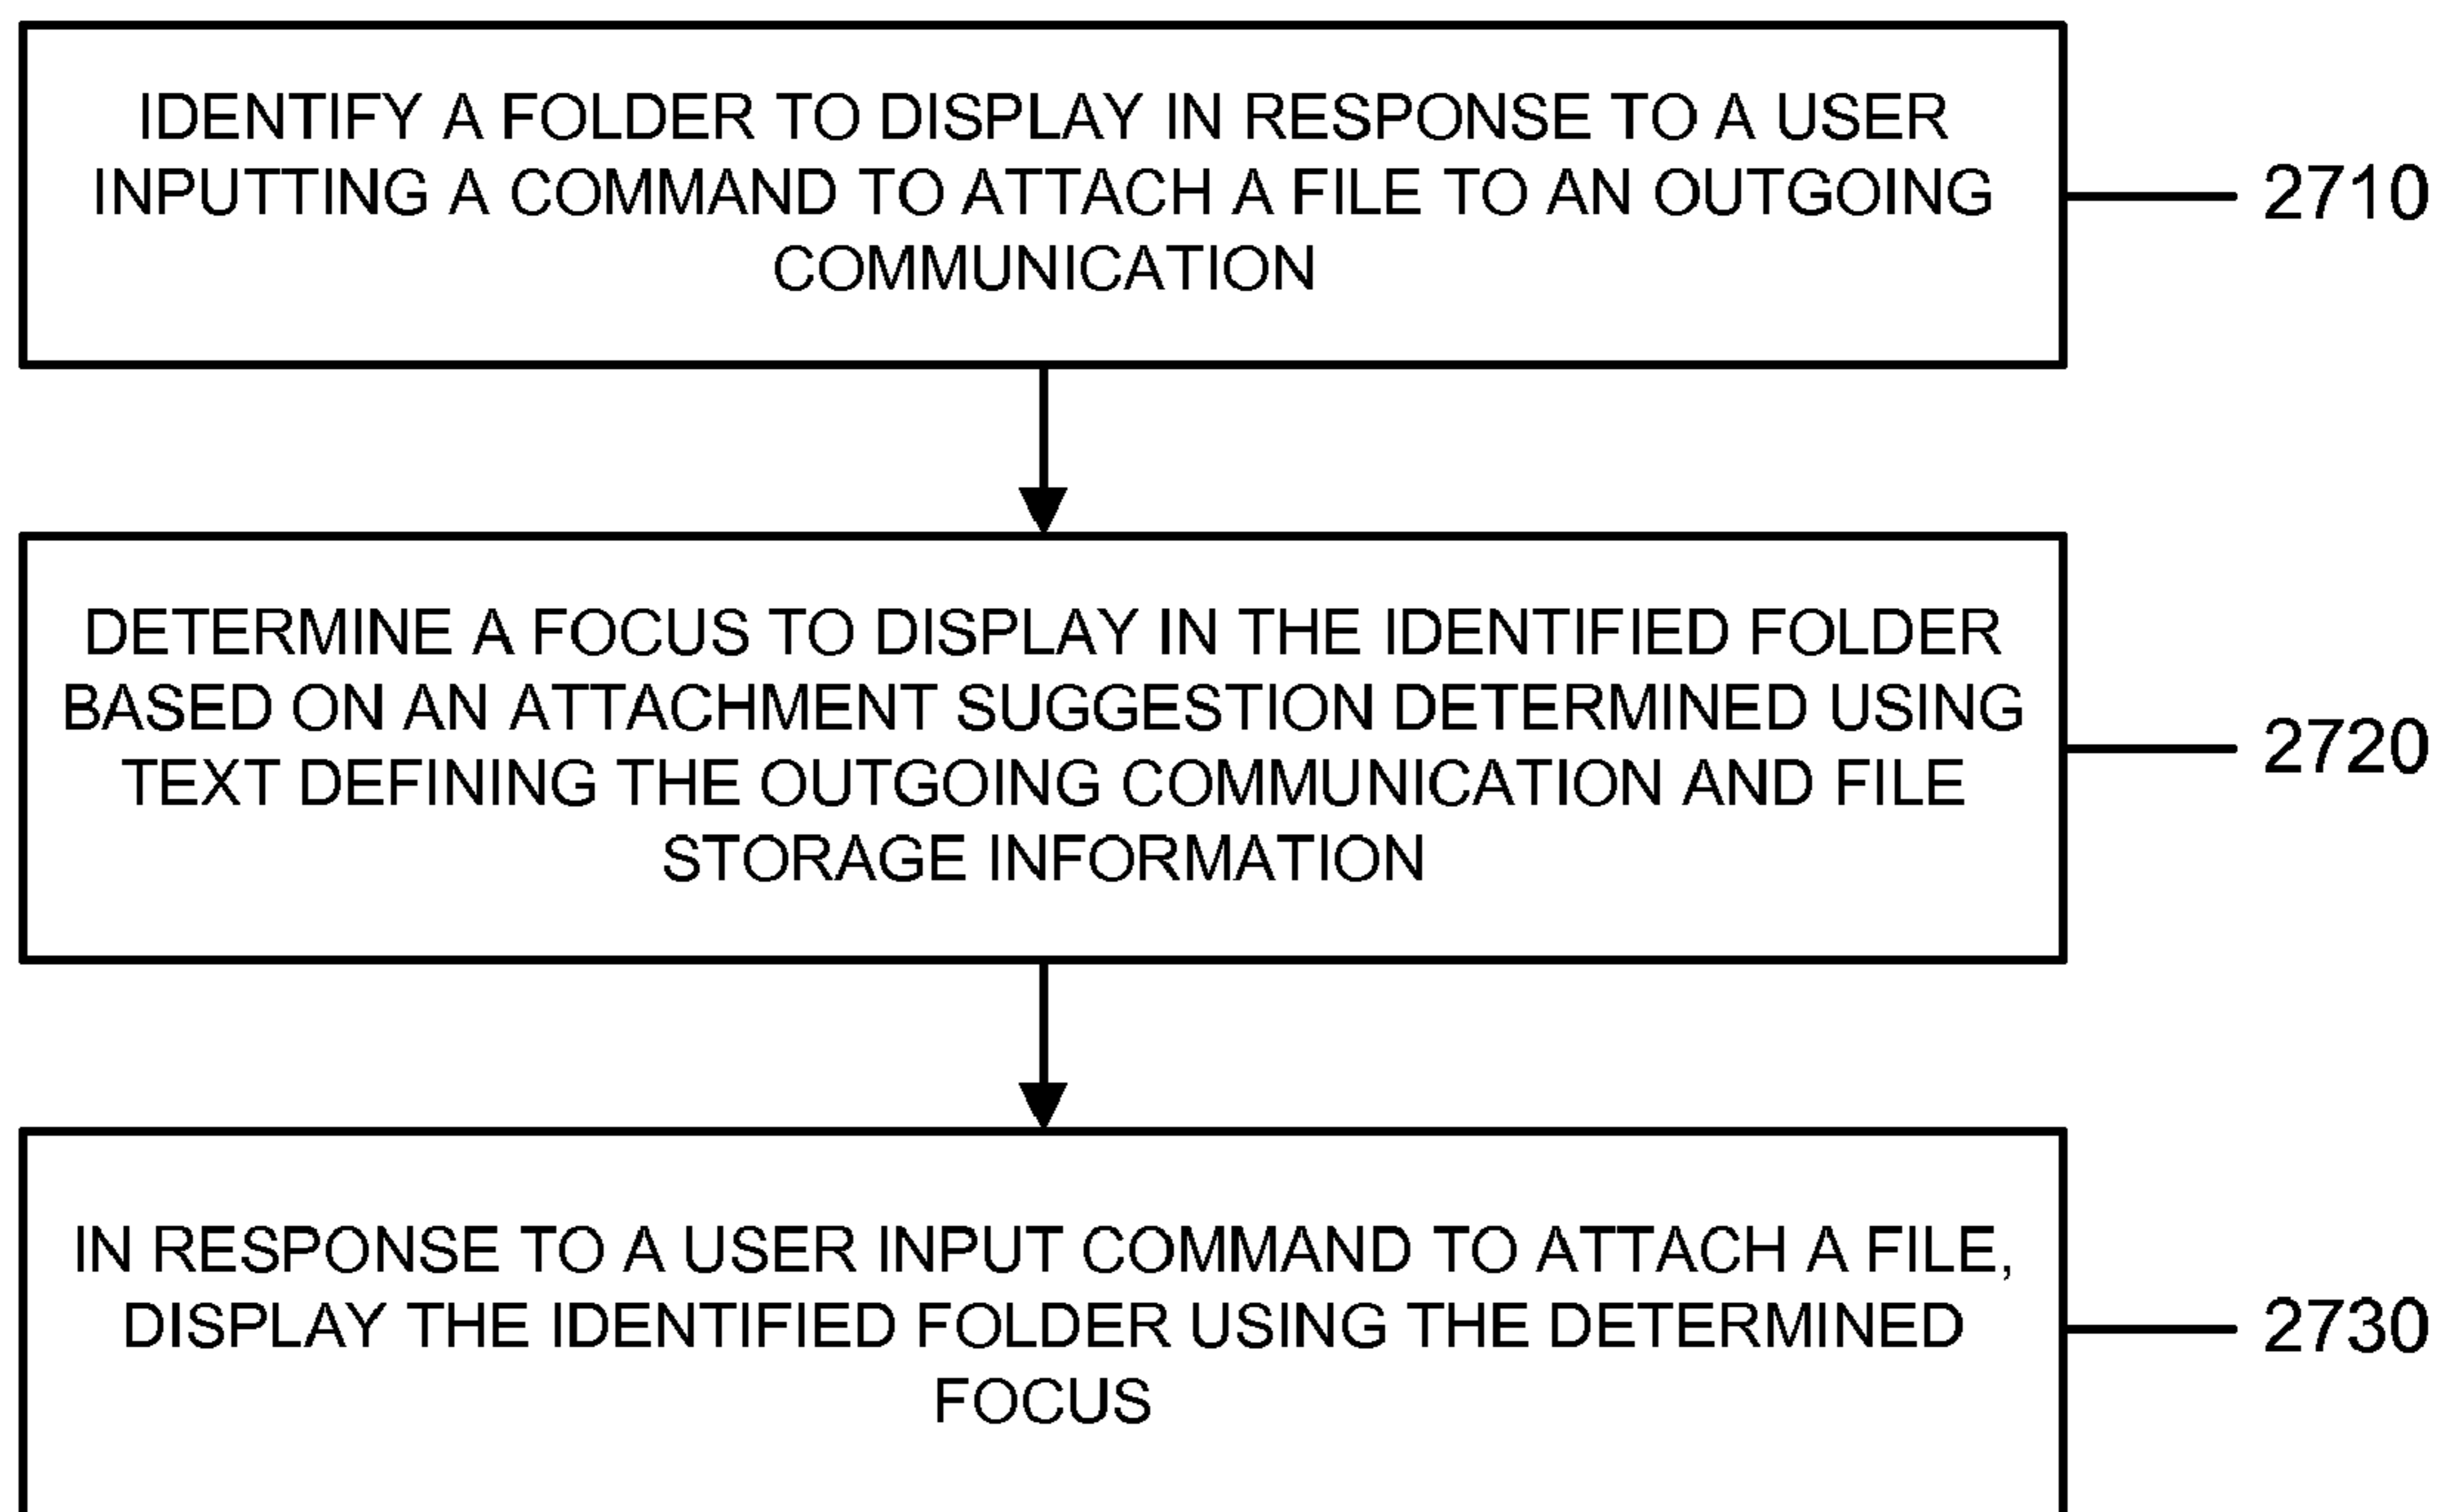 IDENTIFY A FOLDER TO DISPLAY IN RESPONSE TO A USER
INPUTTING A COMMAND TO ATTACH A FILE TO AN OUTGOING
COMMUNICATION
2710
DETERMINE A FOCUS TO DISPLAY IN THE IDENTIFIED FOLDER
BASED ON AN ATTACHMENT SUGGESTION DETERMINED USING
TEXT DEFINING THE OUTGOING COMMUNICATION AND FILE
STORAGE INFORMATION
2720
IN RESPONSE TO A USER INPUT COMMAND TO ATTACH A FILE,
DISPLAY THE IDENTIFIED FOLDER USING THE DETERMINED
FOCUS
2730